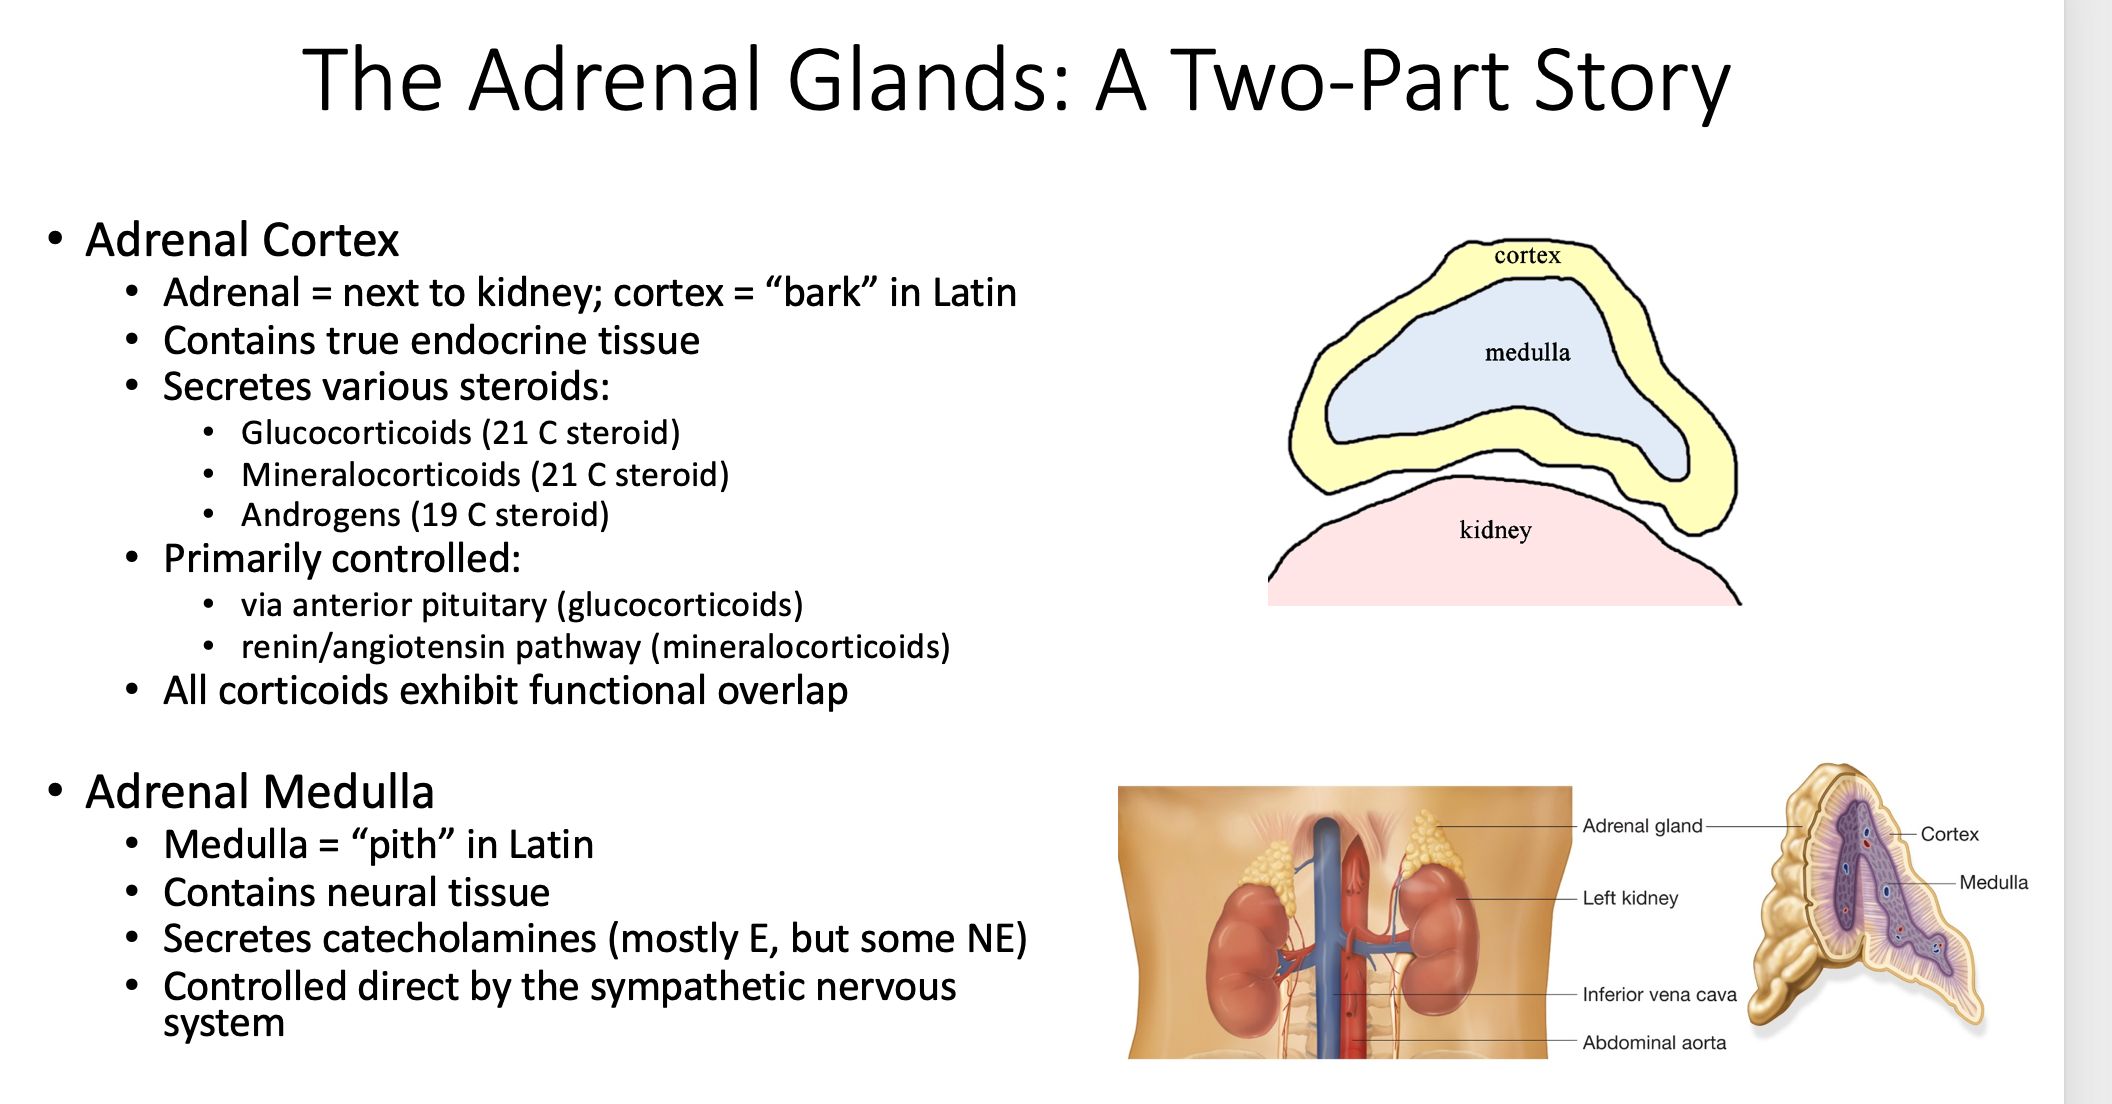 The Adrenal Glands: A Two-Part Story
• Adrenal Cortex
• Adrenal = next to kidney; cortex = “bark” in Latin
• Contains true endocrine tissue
• Secretes various steroids:
• Glucocorticoids (21 C steroid)
• Mineralocorticoids (21 C steroid)
• Androgens (19 C steroid)
• Primarily controlled:
• via anterior pituitary (glucocorticoids)
• renin/angiotensin pathway (mineralocorticoids)
• All corticoids exhibit functional overlap
• Adrenal Medulla
• Medulla = “pith” in Latin
• Contains neural tissue
• Secretes catecholamines (mostly E, but some NE)
• Controlled direct by the sympathetic nervous
system
cortex
medulla
kidney
Adrenal gland
Cortex
Medulla
Left kidney
Inferior vena cava
Abdominal aorta